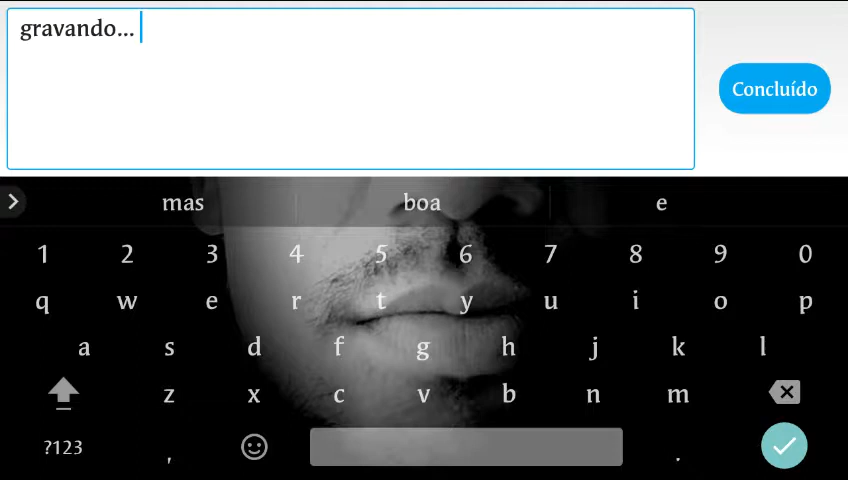 gravando...
Concluído
mas boa e
1 2 3 4 5 6 7 8 9 0
q w e r t y u i o p
a s d f g h j k l
z x c v b n m
?123 , .